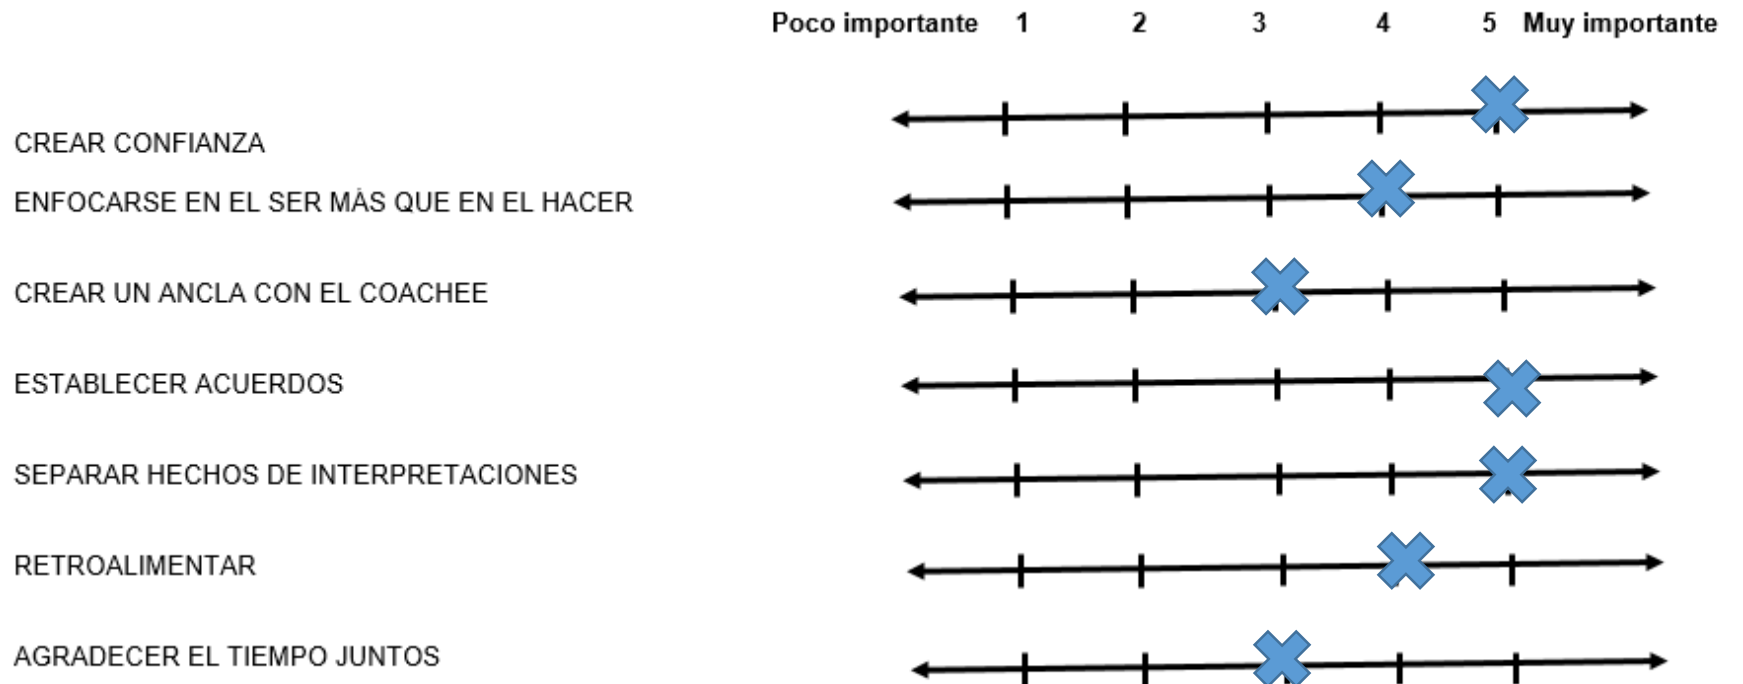 Poco importante 1 2 3 4 5 Muy importante
CREAR CONFIANZA
ENFOCARSE EN EL SER MÁS QUE EN EL HACER
CREAR UN ANCLA CON EL COACHEE
ESTABLECER ACUERDOS
SEPARAR HECHOS DE INTERPRETACIONES
RETROALIMENTAR
AGRADECER EL TIEMPO JUNTOS